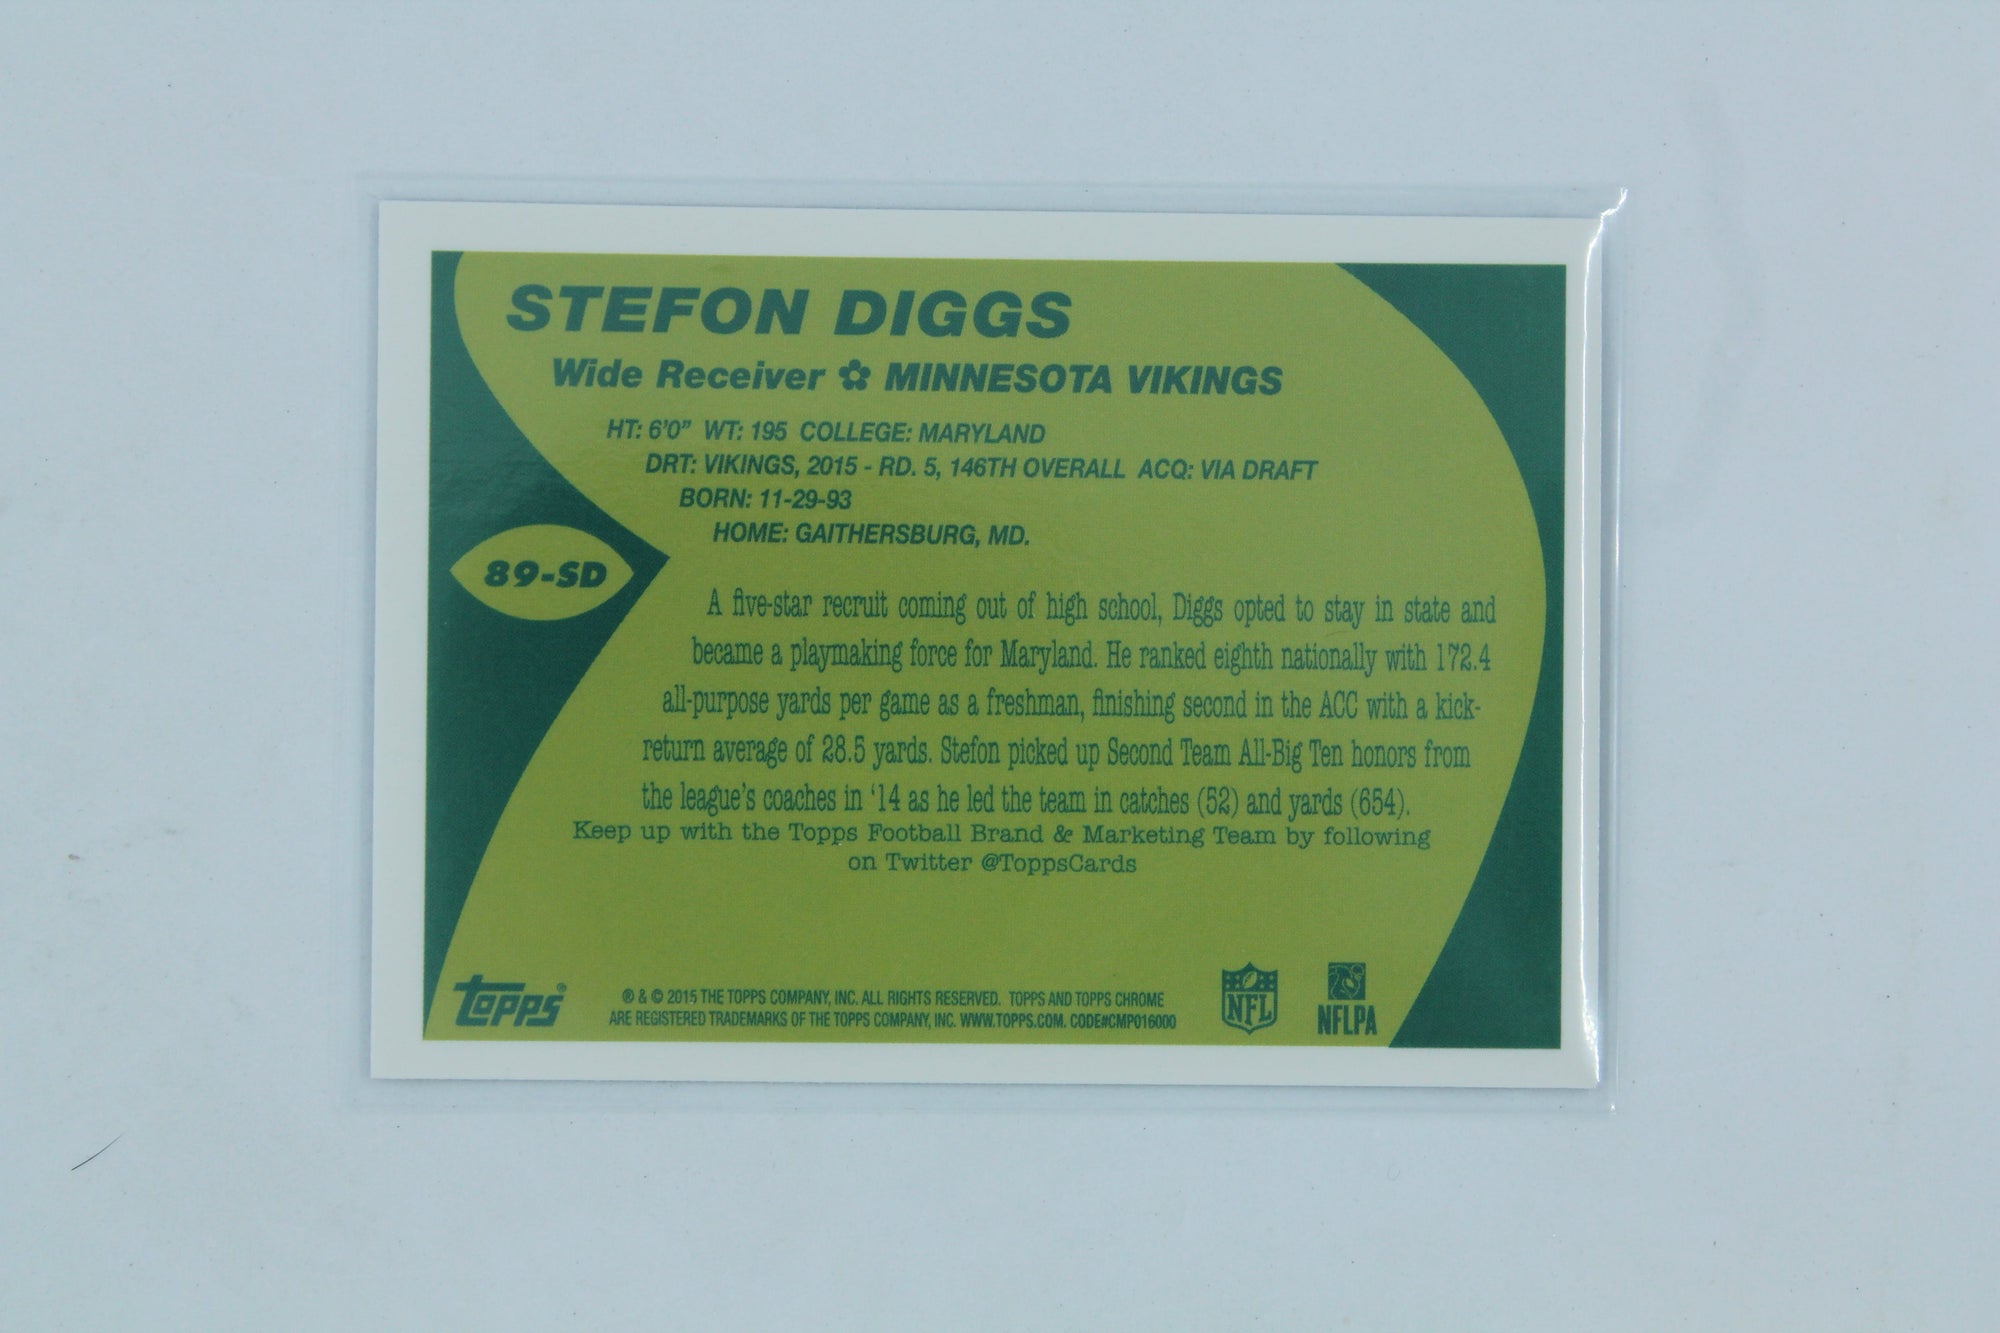 STEFON DIGGS
Wide Receiver ✿ MINNESOTA VIKINGS
HT: 6'0" WT: 195 COLLEGE: MARYLAND
DRT: VIKINGS, 2015 - RD. 5, 146TH OVERALL ACQ: VIA DRAFT
BORN: 11-29-93
HOME: GAITHERSBURG, MD.
89-SD
A five-star recruit coming out of high school, Diggs opted to stay in state and
became a playmaking force for Maryland. He ranked eighth nationally with 172.4
all-purpose yards per game as a freshman, finishing second in the ACC with a kick-
return average of 28.5 yards. Stefon picked up Second Team All-Big Ten honors from
the league's coaches in '14 as he led the team in catches (52) and yards (654).
Keep up with the Topps Football Brand & Marketing Team by following
on Twitter @ToppsCards
topps®
® & © 2015 THE TOPPS COMPANY, INC. ALL RIGHTS RESERVED. TOPPS AND TOPPS CHROME
ARE REGISTERED TRADEMARKS OF THE TOPPS COMPANY, INC. WWW.TOPPS.COM. CODE#CMP016000
NFL
NFLPA